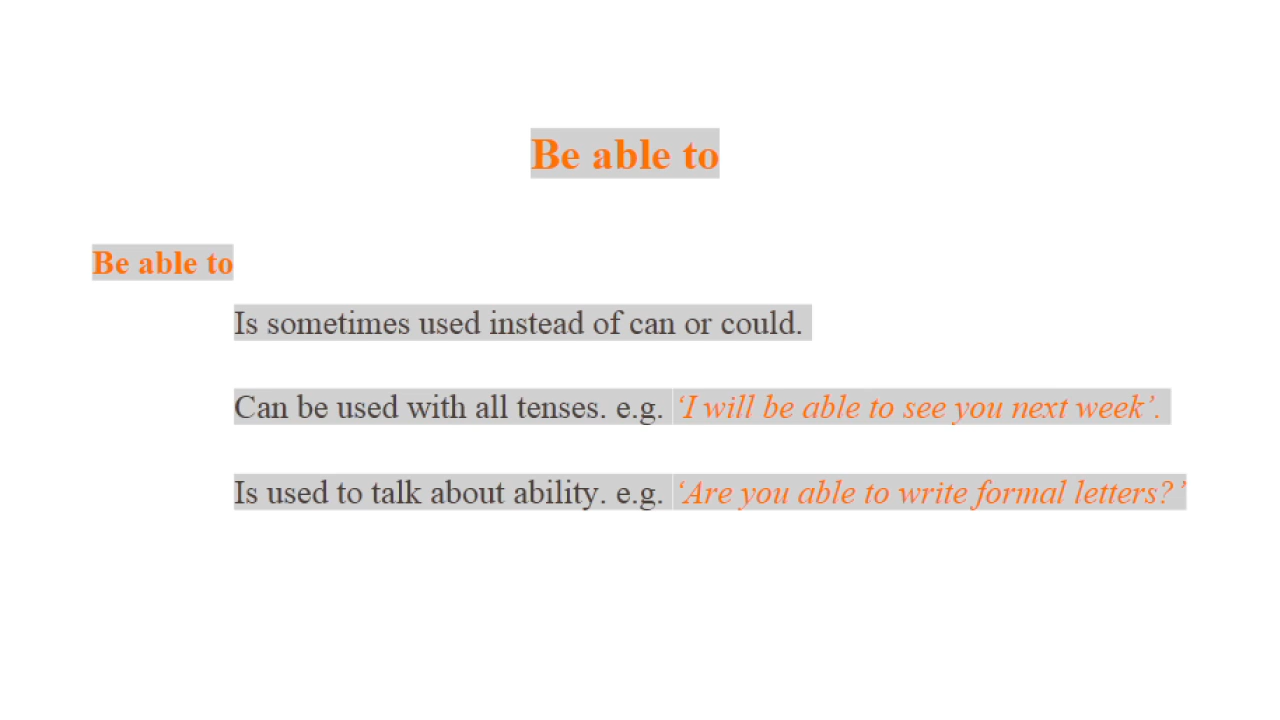 Be able to
Be able to
Is sometimes used instead of can or could.
Can be used with all tenses. e.g. ‘I will be able to see you next week’.
Is used to talk about ability. e.g. ‘Are you able to write formal letters?’